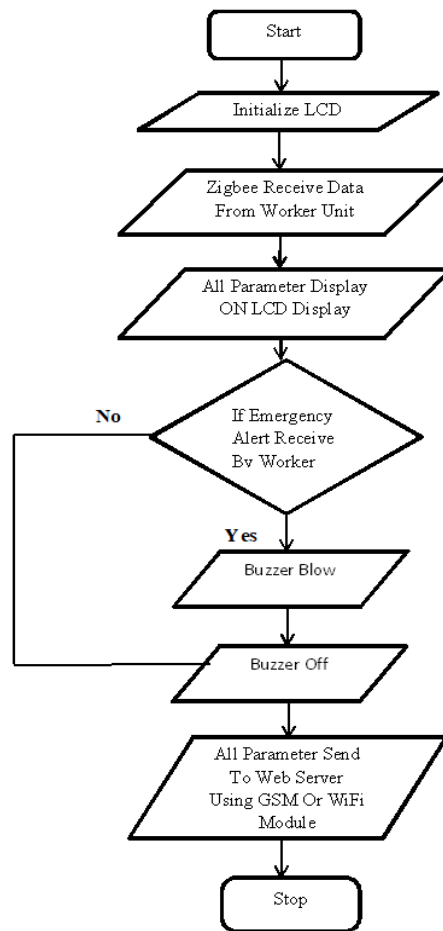 Start
Initialize LCD
Zigbee Receive Data
From Worker Unit
All Parameter Display
ON LCD Display
No
If Emergency
Alert Receive
Bv Worker
Yes
Buzzer Blow
Buzzer Off
All Parameter Send
To Web Server
Using GSM Or WiFi
Module
Stop